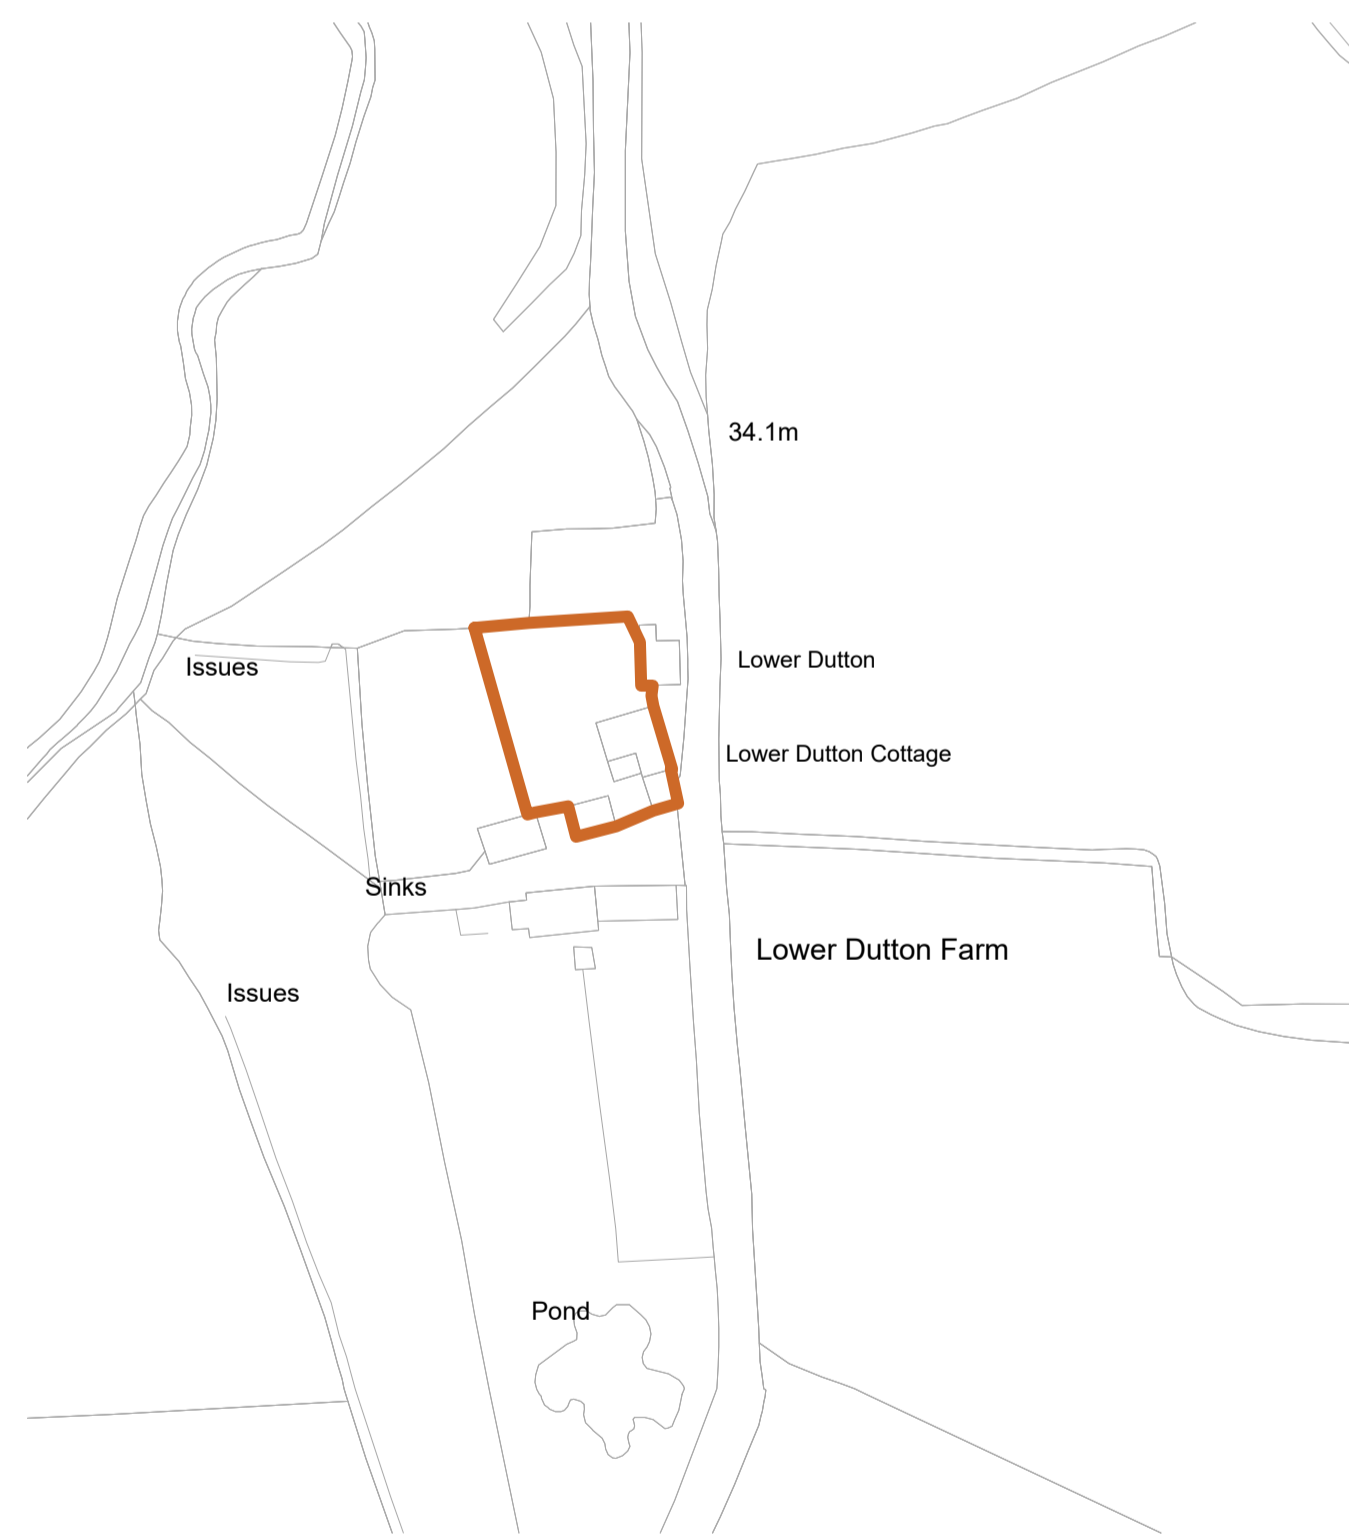 34.1m
Lower Dutton
Issues
Lower Dutton Cottage
Sinks
Lower Dutton Farm
Issues
Pond